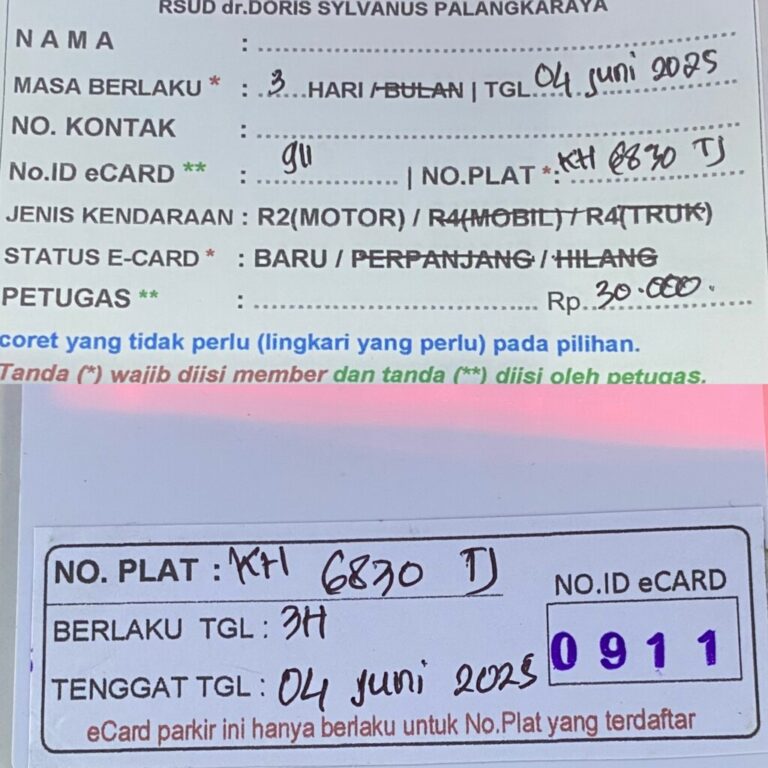 RSUD dr.DORIS SYLVANUS PALANGKARAYA
NAMA :
MASA BERLAKU * : 3 HARI / BULAN | TGL 04 Juni 2025
NO. KONTAK :
No.ID eCARD ** : 911 | NO.PLAT *: KH 6830 TJ
JENIS KENDARAAN : R2(MOTOR) / R4(MOBIL) / R4(TRUK)
STATUS E-CARD * : BARU / PERPANJANG / HILANG
PETUGAS ** : Rp. 30.000.
coret yang tidak perlu (lingkari yang perlu) pada pilihan.
Tanda (*) wajib diisi member dan tanda (**) diisi oleh petugas.
NO. PLAT : KH 6830 TJ
NO.ID eCARD
BERLAKU TGL : 3H
0911
TENGGAT TGL : 04 Juni 2025
eCard parkir ini hanya berlaku untuk No.Plat yang terdaftar